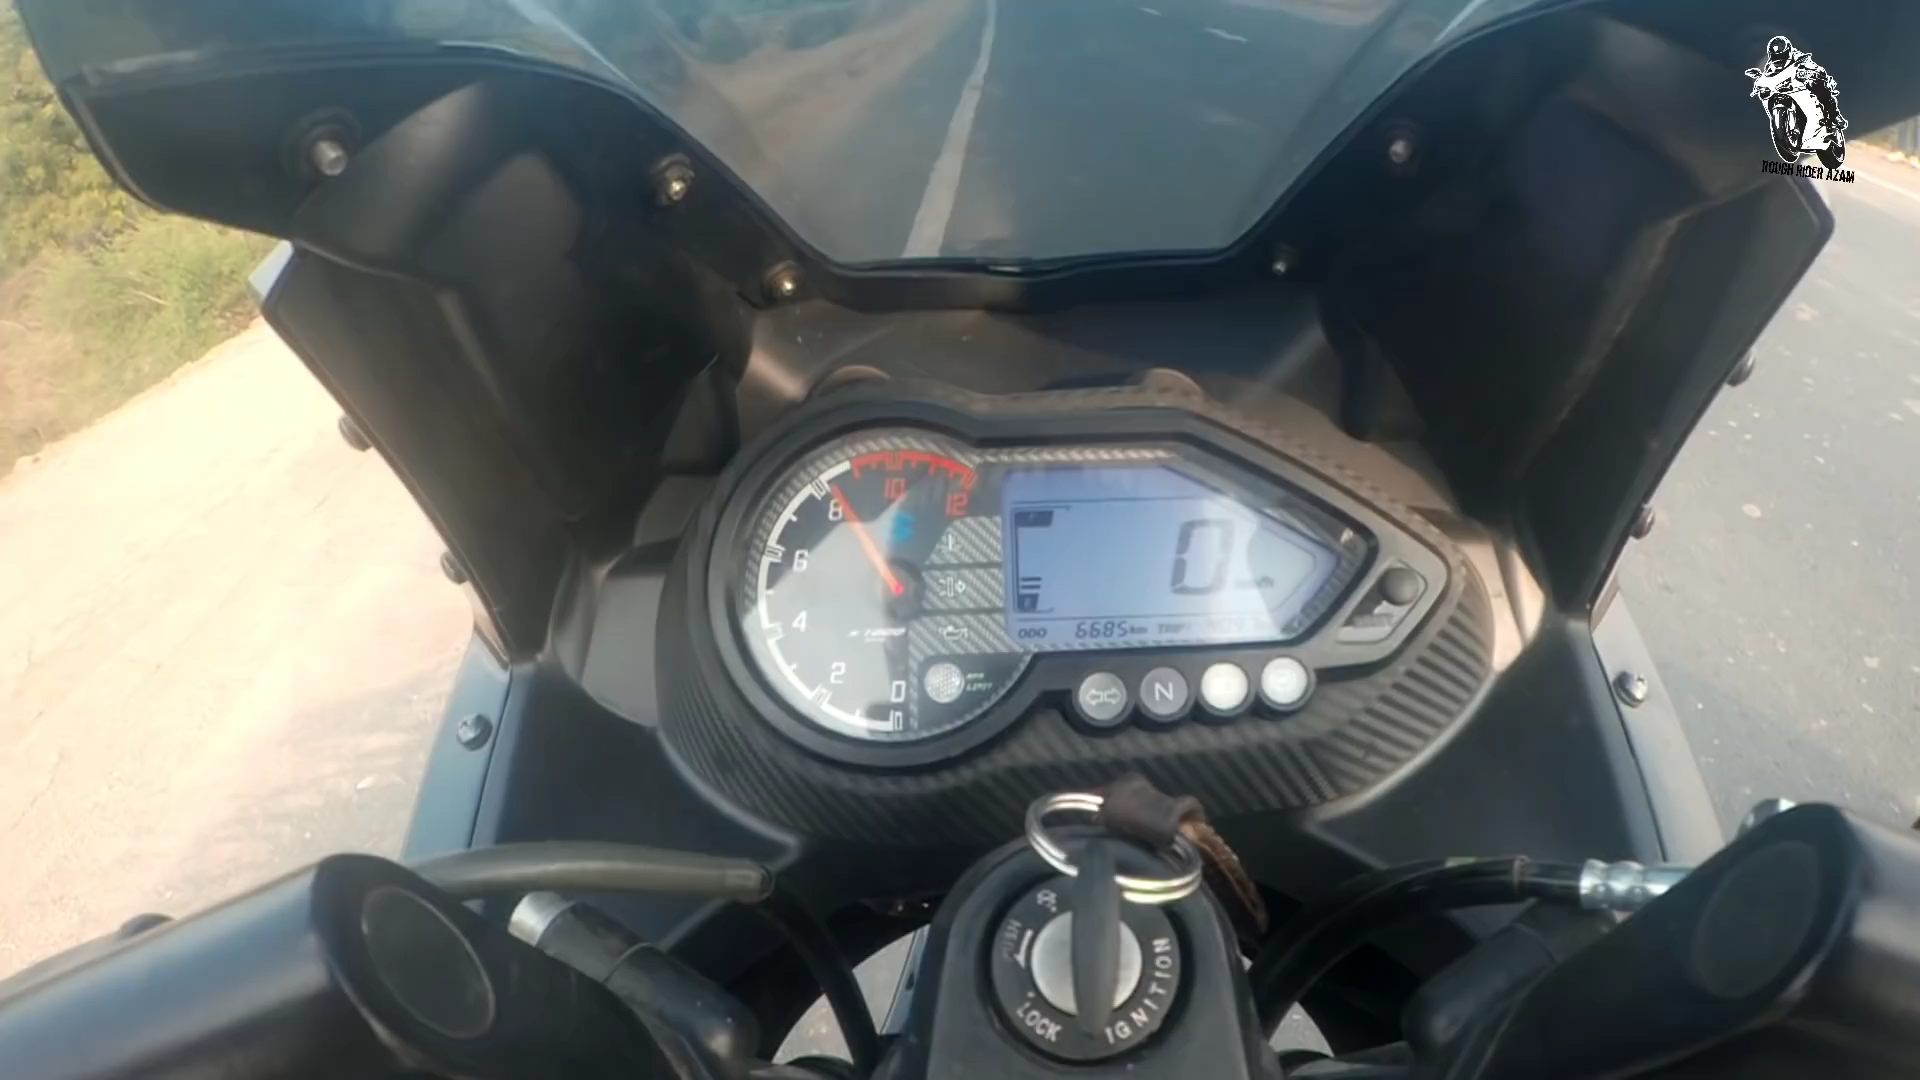 ROUGH RIDER AZAM
10
12
8
6
4
2
0
0
ODO 6685 km TRIP
N
PUSH
LOCK
IGNITION